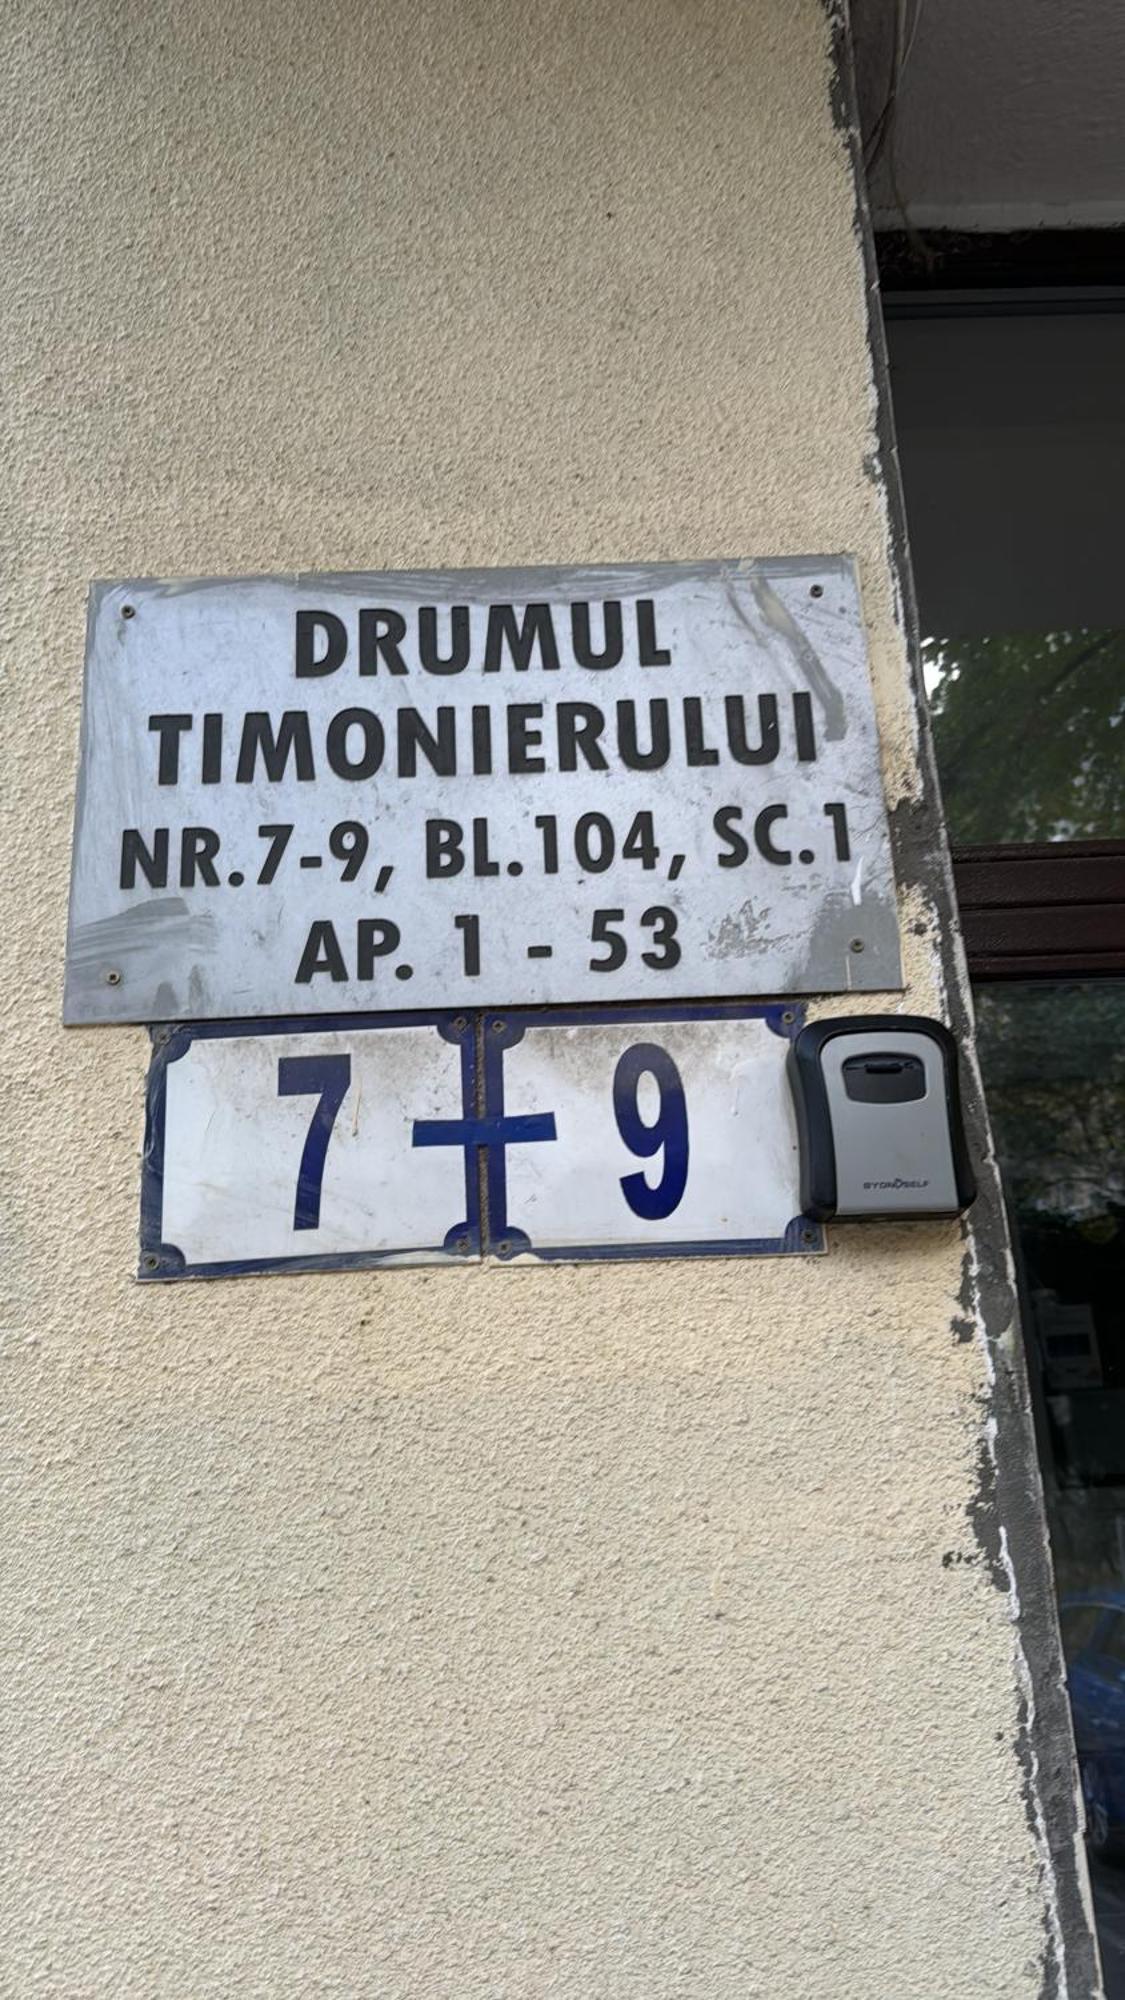 DRUMUL
TIMONIERULUI
NR.7-9, BL.104, SC.1
AP. 1 - 53
7 - 9